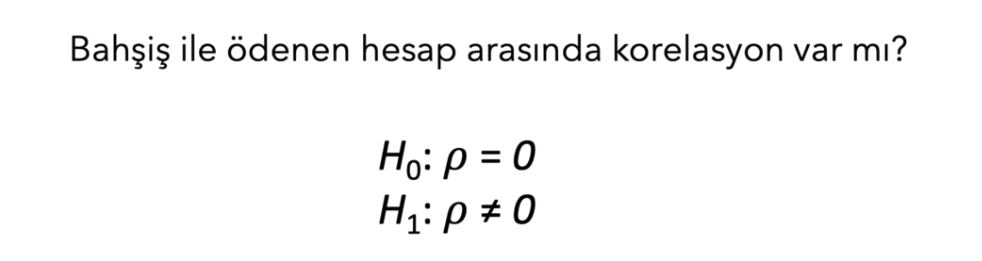 Bahşiş ile ödenen hesap arasında korelasyon var mı?
H₀: ρ = 0
H₁: ρ ≠ 0